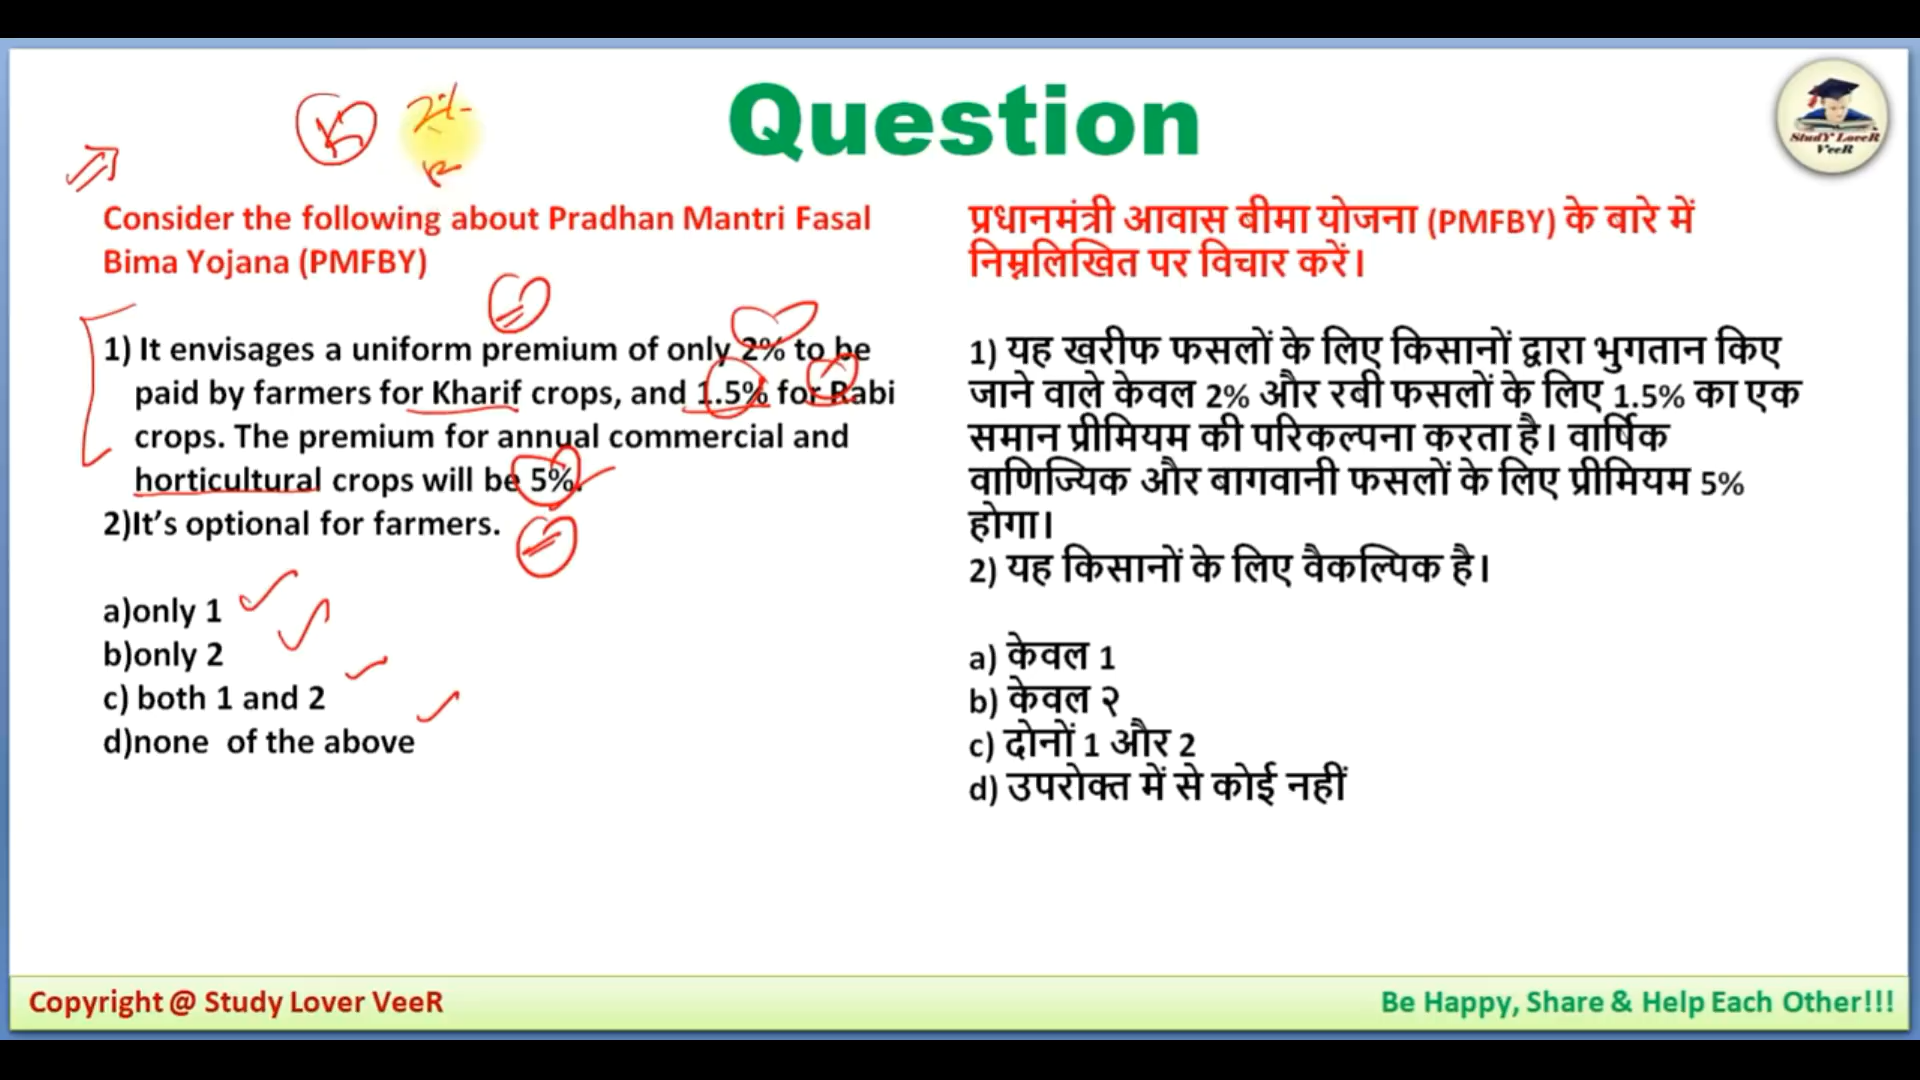 Question
StudY LoveR
VeeR
K 2%
R
Consider the following about Pradhan Mantri Fasal
Bima Yojana (PMFBY)
1) It envisages a uniform premium of only 2% to be
paid by farmers for Kharif crops, and 1.5% for Rabi
crops. The premium for annual commercial and
horticultural crops will be 5%.
2)It's optional for farmers.
a)only 1
b)only 2
c) both 1 and 2
d)none of the above
प्रधानमंत्री आवास बीमा योजना (PMFBY) के बारे में
निम्नलिखित पर विचार करें।
1) यह खरीफ फसलों के लिए किसानों द्वारा भुगतान किए
जाने वाले केवल 2% और रबी फसलों के लिए 1.5% का एक
समान प्रीमियम की परिकल्पना करता है। वार्षिक
वाणिज्यिक और बागवानी फसलों के लिए प्रीमियम 5%
होगा।
2) यह किसानों के लिए वैकल्पिक है।
a) केवल 1
b) केवल २
c) दोनों 1 और 2
d) उपरोक्त में से कोई नहीं
Copyright @ Study Lover VeeR
Be Happy, Share & Help Each Other!!!